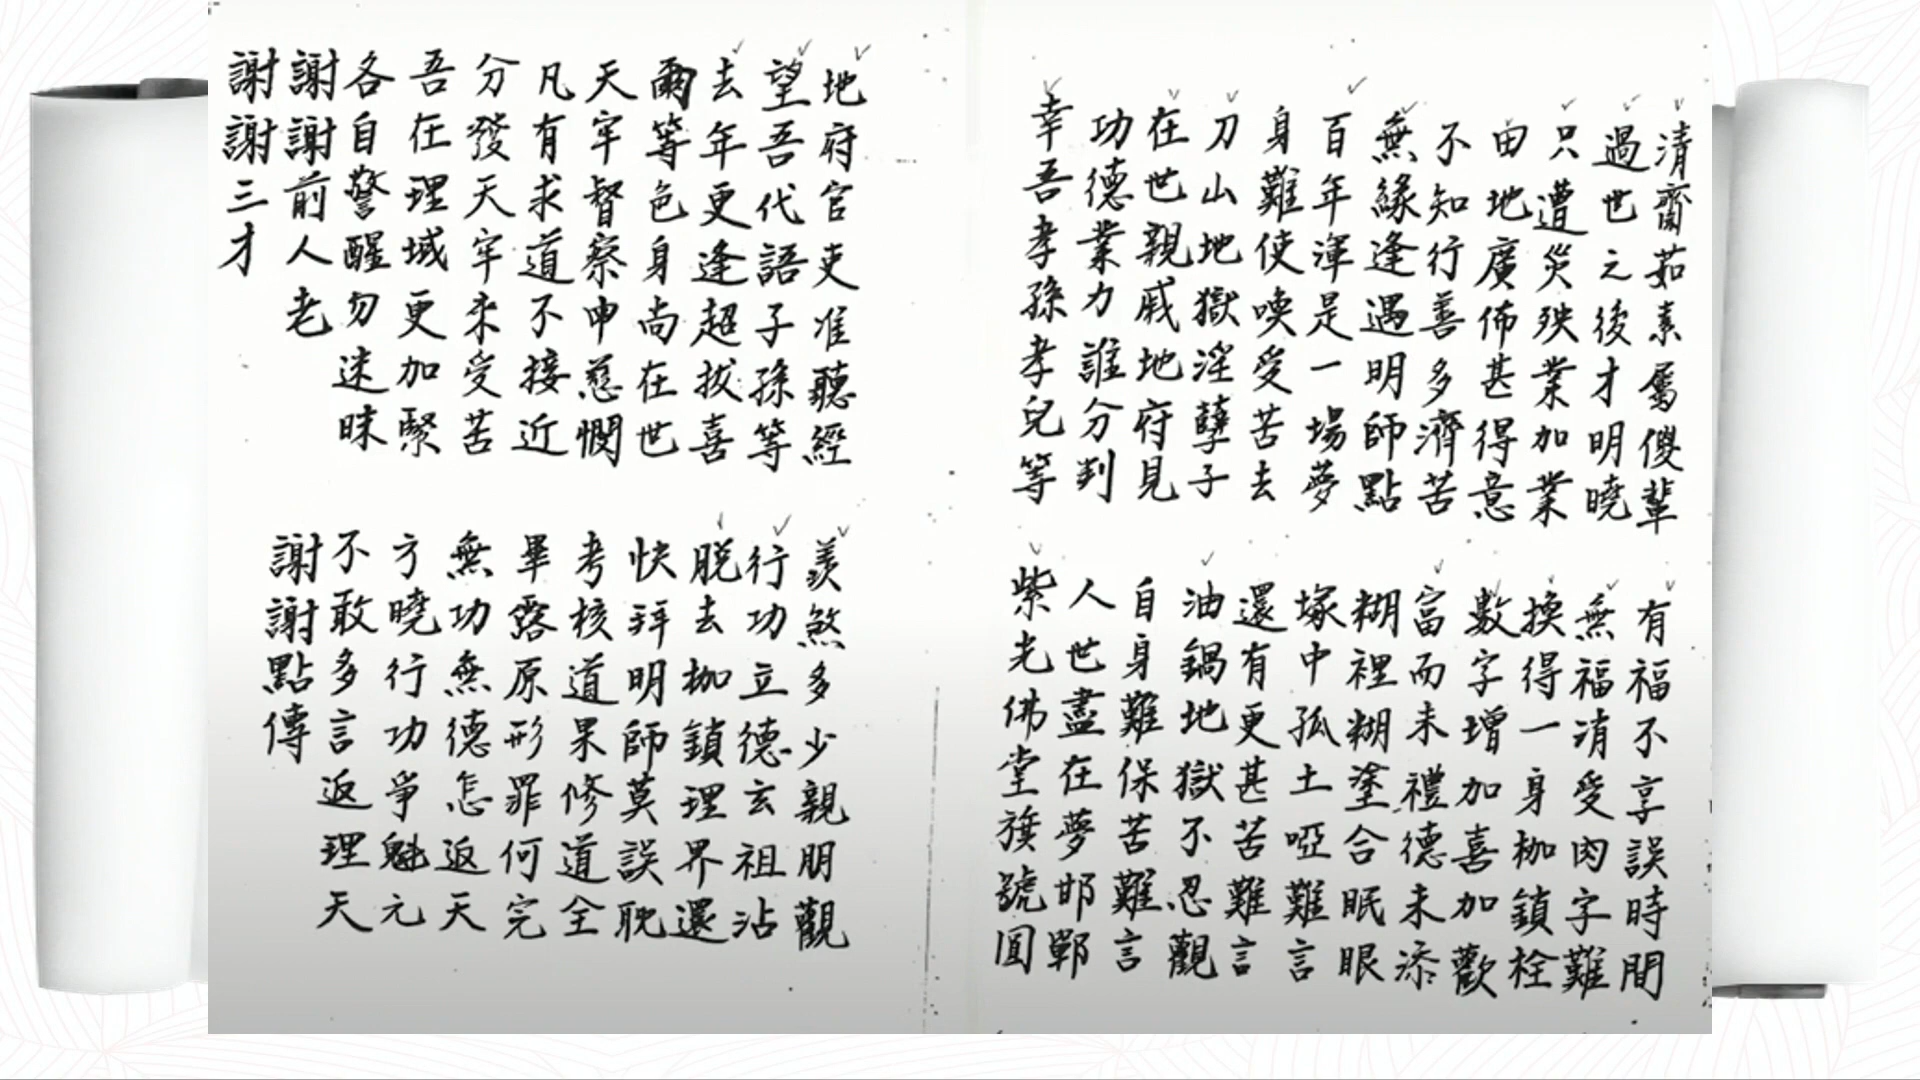 清齋茹素屬傻輩 有福不享誤時間
過世之後才明曉 無福消受肉字難
只遭災殃業加業 換得一身枷鎖栓
由地廣佈甚得意 數字增加喜加歡
不知行善多濟苦 富而未禮德未添
無緣逢遇明師點 糊裡糊塗合眠眼
百年渾是一場夢 塚中孤土啞難言
身難使喚受苦去 還有更甚苦難言
刀山地獄淫孽子 油鍋地獄不忍觀
在世親戚地府見 自身難保苦難言
功德業力誰分判 人世盡在夢邯鄲
幸吾孝孫孝兒等 紫光佛堂旗號圓
地府官吏准聽經 羨煞多少親朋觀
望吾代語子孫等 行功立德玄祖沾
去年更逢超拔喜 脫去枷鎖理界還
爾等色身尚在世 快拜明師莫誤耽
天牢督察申慈憫 考核道果修道全
凡有求道不接近 畢露原形罪何完
分發天牢來受苦 無功無德怎返天
吾在理域更加緊 方曉行功爭魁元
各自警醒勿迷昧 不敢多言返理天
謝謝前人老 謝謝點傳
謝謝三才